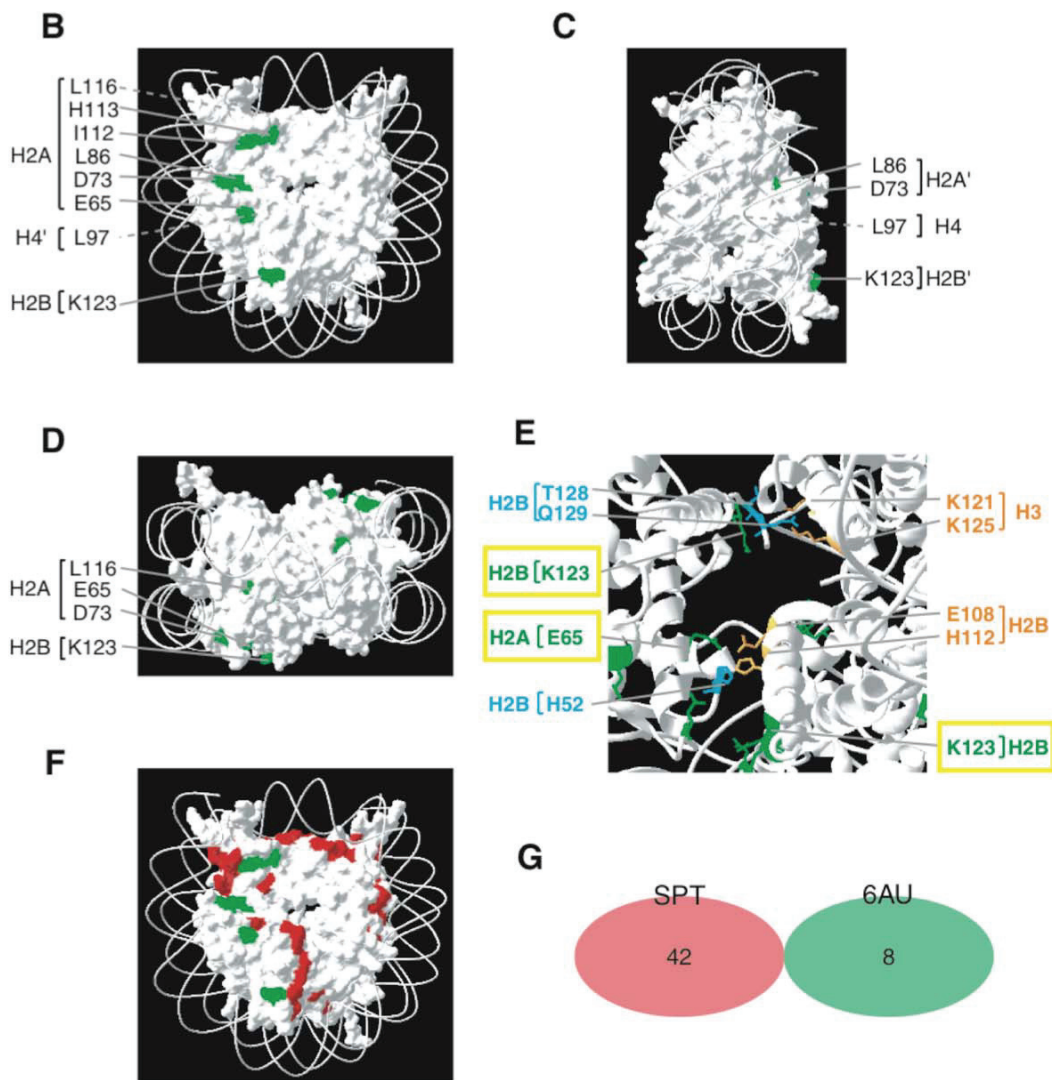 B
L116
H113
I112
H2A
L86
D73
E65
H4' [ L97
H2B [ K123
C
L86
D73
] H2A'
L97 ] H4
K123 ] H2B'
D
L116
H2A
E65
D73
H2B [ K123
E
H2B
T128
Q129
H2B [ K123
H2A [ E65
H2B [ H52
K121
K125
] H3
E108
H112
] H2B
K123 ] H2B
F
G
SPT
6AU
42
8